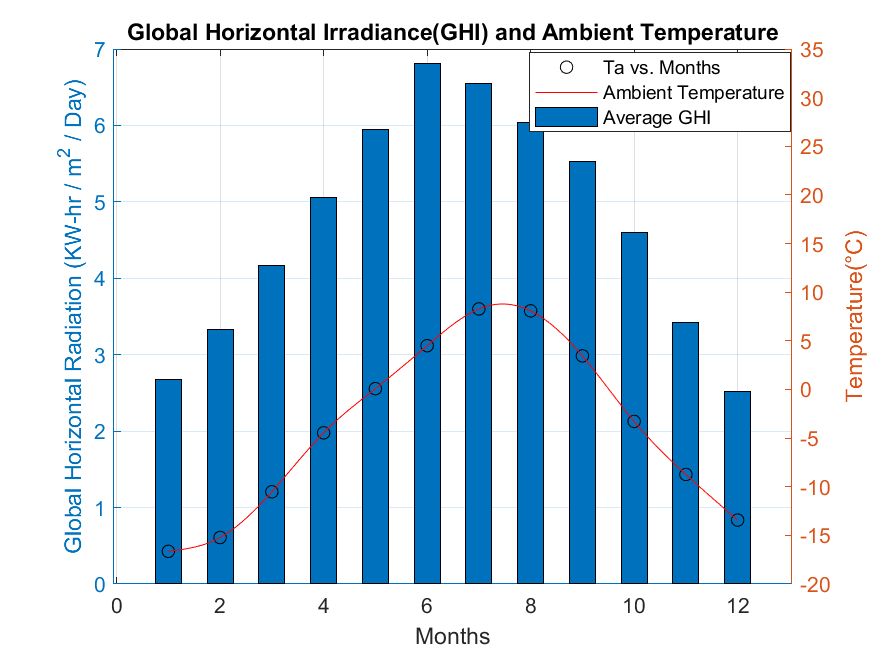 Global Horizontal Irradiance(GHI) and Ambient Temperature
Ta vs. Months
Ambient Temperature
Average GHI
Global Horizontal Radiation (KW-hr / m² / Day)
7
6
5
4
3
2
1
0
35
30
25
20
15
10
5
0
-5
-10
-15
-20
Temperature(°C)
0 2 4 6 8 10 12
Months